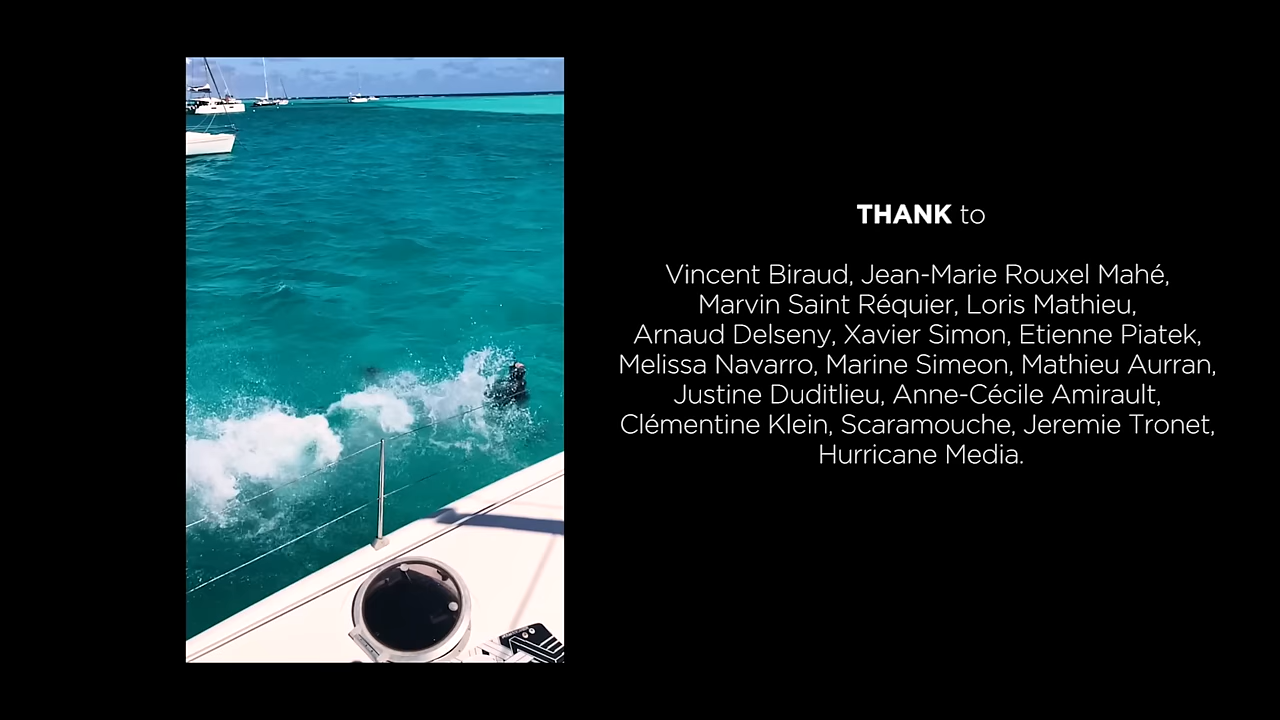 THANK to
Vincent Biraud, Jean-Marie Rouxel Mahé,
Marvin Saint Réquier, Loris Mathieu,
Arnaud Delseny, Xavier Simon, Etienne Piatek,
Melissa Navarro, Marine Simeon, Mathieu Aurran,
Justine Duditlieu, Anne-Cécile Amirault,
Clémentine Klein, Scaramouche, Jeremie Tronet,
Hurricane Media.